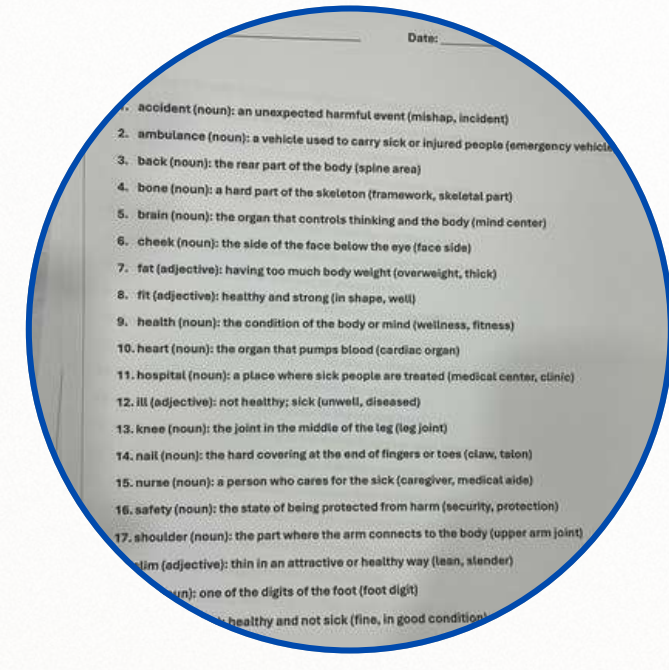 Date:
accident (noun): an unexpected harmful event (mishap, incident)
2. ambulance (noun): a vehicle used to carry sick or injured people (emergency vehicle
3. back (noun): the rear part of the body (spine area)
4. bone (noun): a hard part of the skeleton (framework, skeletal part)
5. brain (noun): the organ that controls thinking and the body (mind center)
6. cheek (noun): the side of the face below the eye (face side)
7. fat (adjective): having too much body weight (overweight, thick)
8. fit (adjective): healthy and strong (in shape, well)
9. health (noun): the condition of the body or mind (wellness, fitness)
10. heart (noun): the organ that pumps blood (cardiac organ)
11. hospital (noun): a place where sick people are treated (medical center, clinic)
12. ill (adjective): not healthy; sick (unwell, diseased)
13. knee (noun): the joint in the middle of the leg (leg joint)
14. nail (noun): the hard covering at the end of fingers or toes (claw, talon)
15. nurse (noun): a person who cares for the sick (caregiver, medical aide)
16. safety (noun): the state of being protected from harm (security, protection)
17. shoulder (noun): the part where the arm connects to the body (upper arm joint)
slim (adjective): thin in an attractive or healthy way (lean, slender)
un): one of the digits of the foot (foot digit)
healthy and not sick (fine, in good condition)